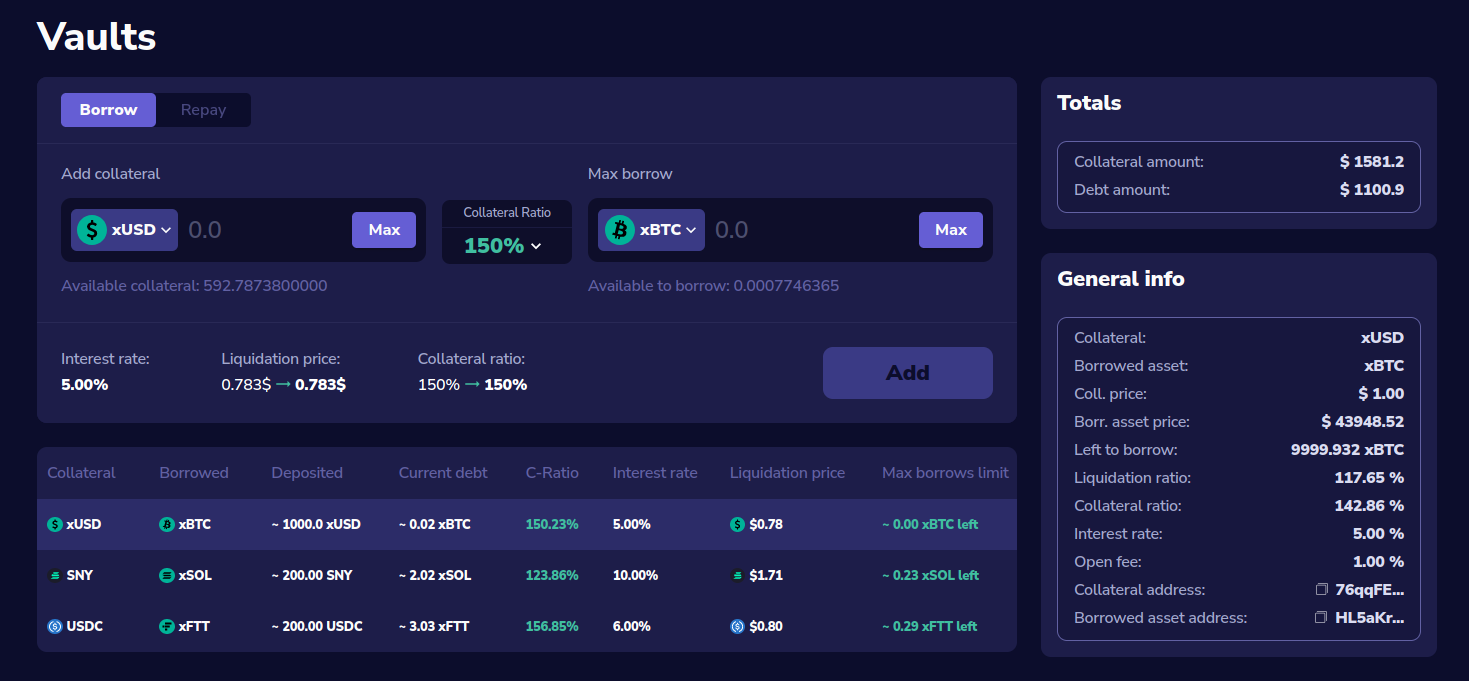 Vaults
Borrow Repay
Add collateral
xUSD 0.0 Max
Available collateral: 592.7873800000
Collateral Ratio
150%
Max borrow
xBTC 0.0 Max
Available to borrow: 0.0007746365
Interest rate:
5.00%
Liquidation price:
0.783$ → 0.783$
Collateral ratio:
150% → 150%
Add
Collateral Borrowed Deposited Current debt C-Ratio Interest rate Liquidation price Max borrows limit
xUSD xBTC ~ 1000.0 xUSD ~ 0.02 xBTC 150.23% 5.00% $0.78 ~ 0.00 xBTC left
SNY xSOL ~ 200.00 SNY ~ 2.02 xSOL 123.86% 10.00% $1.71 ~ 0.23 xSOL left
USDC xFTT ~ 200.00 USDC ~ 3.03 xFTT 156.85% 6.00% $0.80 ~ 0.29 xFTT left
Totals
Collateral amount: $ 1581.2
Debt amount: $ 1100.9
General info
Collateral: xUSD
Borrowed asset: xBTC
Coll. price: $ 1.00
Borr. asset price: $ 43948.52
Left to borrow: 9999.932 xBTC
Liquidation ratio: 117.65 %
Collateral ratio: 142.86 %
Interest rate: 5.00 %
Open fee: 1.00 %
Collateral address: 76qqFE...
Borrowed asset address: HL5aKr...